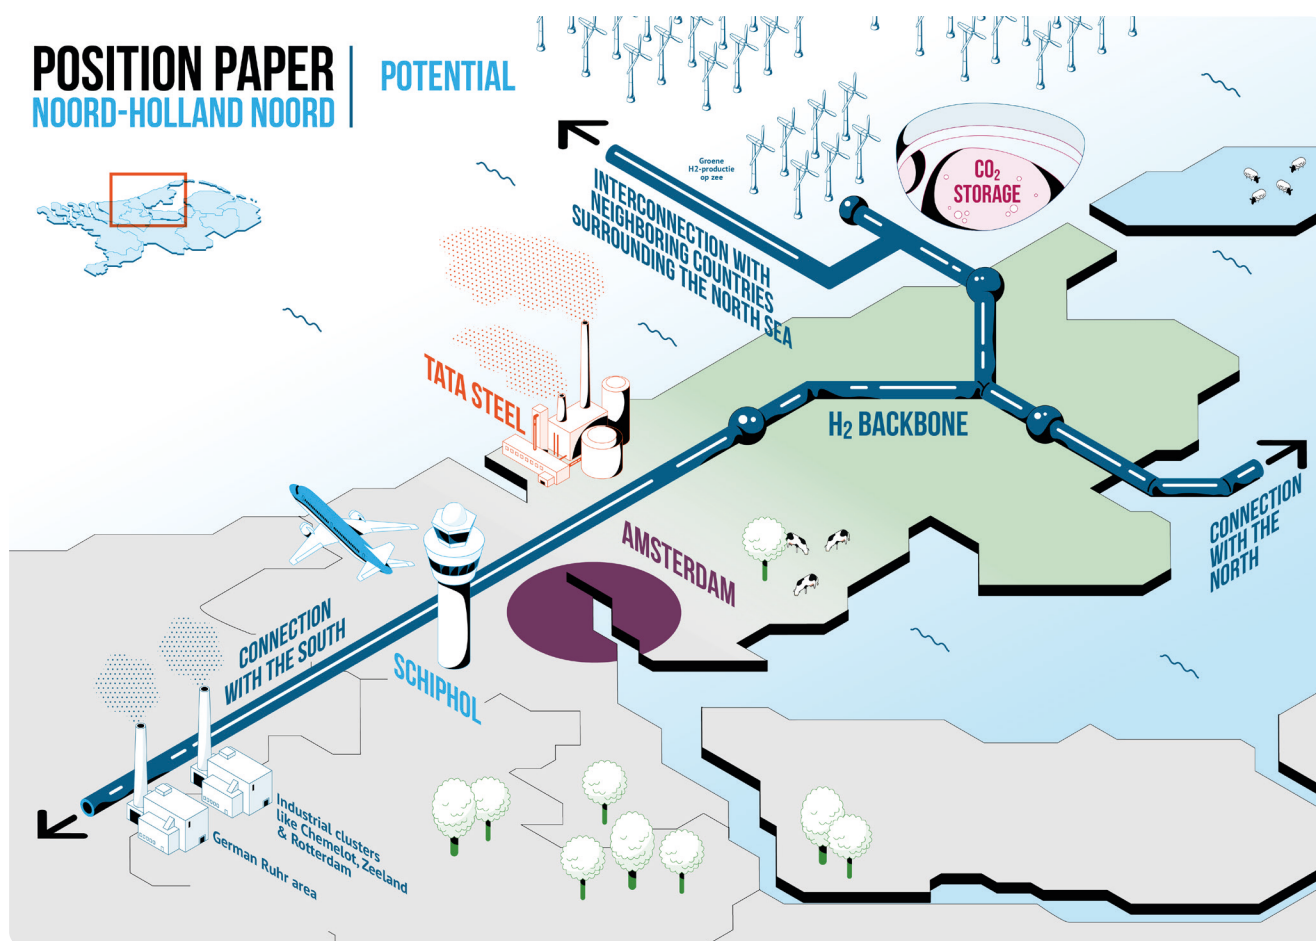 POSITION PAPER
NOORD-HOLLAND NOORD
POTENTIAL
Groene
H2-productie
op zee
CO₂
STORAGE
INTERCONNECTION WITH
NEIGHBORING COUNTRIES
SURROUNDING THE NORTH SEA
TATA STEEL
H₂ BACKBONE
CONNECTION
WITH THE
NORTH
AMSTERDAM
CONNECTION
WITH THE SOUTH
SCHIPHOL
Industrial clusters
like Chemelot, Zeeland
& Rotterdam
German Ruhr area